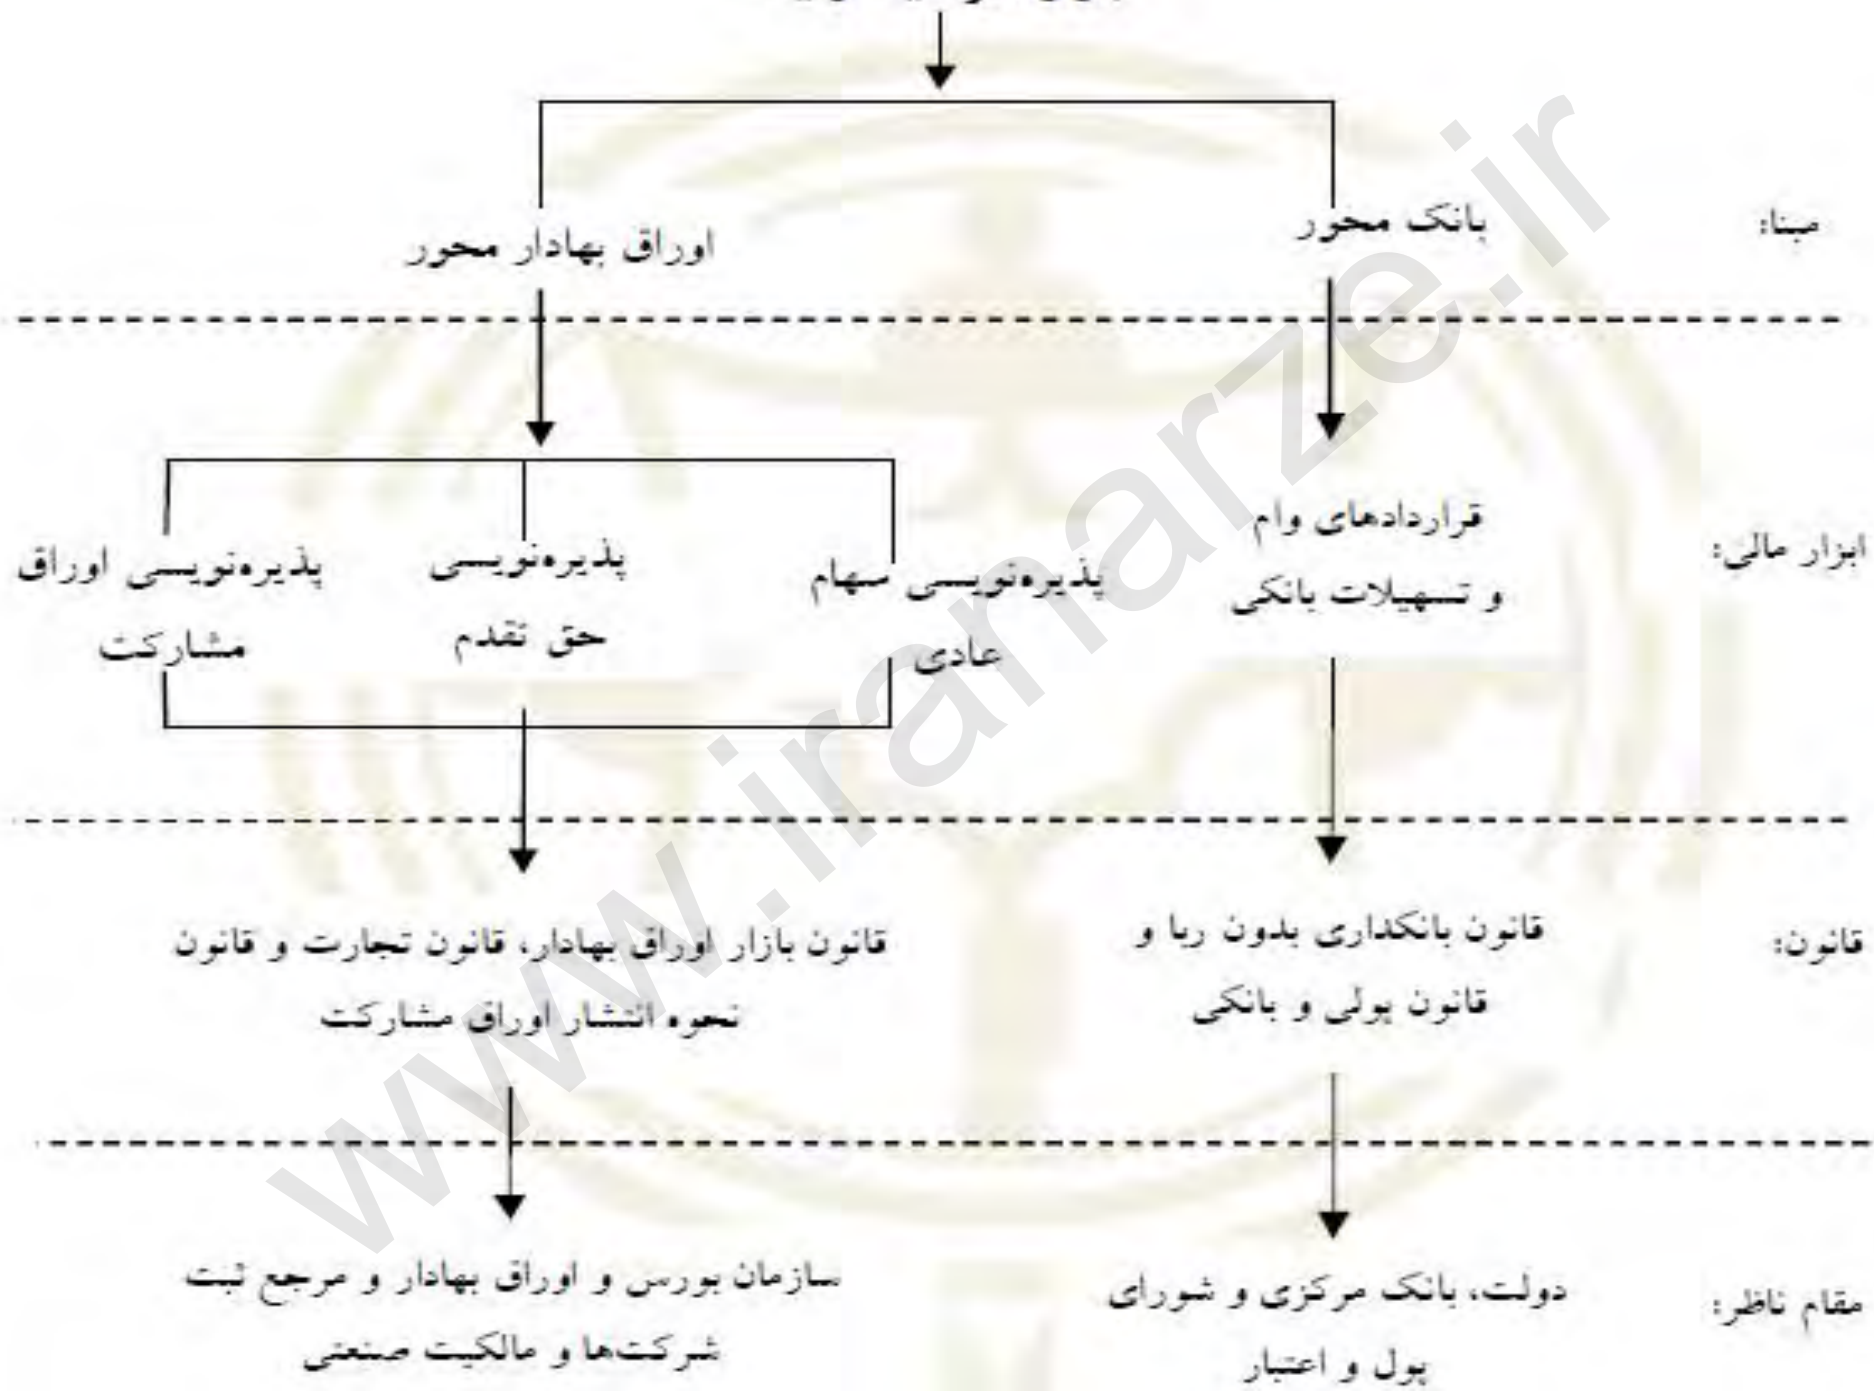 مبنا:
بانک محور
اوراق بهادار محور
ابزار مالی:
قراردادهای وام
و تسهیلات بانکی
پذیره‌نویسی سهام
عادی
پذیره‌نویسی
حق تقدم
پذیره‌نویسی اوراق
مشارکت
قانون:
قانون بانکداری بدون ربا و
قانون پولی و بانکی
قانون بازار اوراق بهادار، قانون تجارت و قانون
نحوه انتشار اوراق مشارکت
مقام ناظر:
دولت، بانک مرکزی و شورای
پول و اعتبار
سازمان بورس و اوراق بهادار و مرجع ثبت
شرکت‌ها و مالکیت صنعتی
www.iranarze.ir